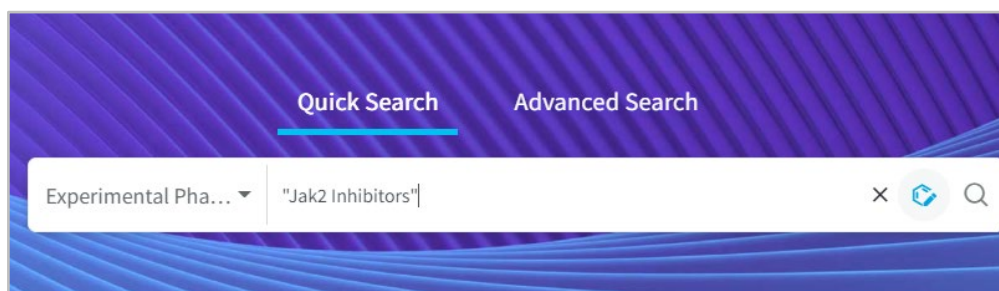 Quick Search Advanced Search
Experimental Pha... "Jak2 Inhibitors"